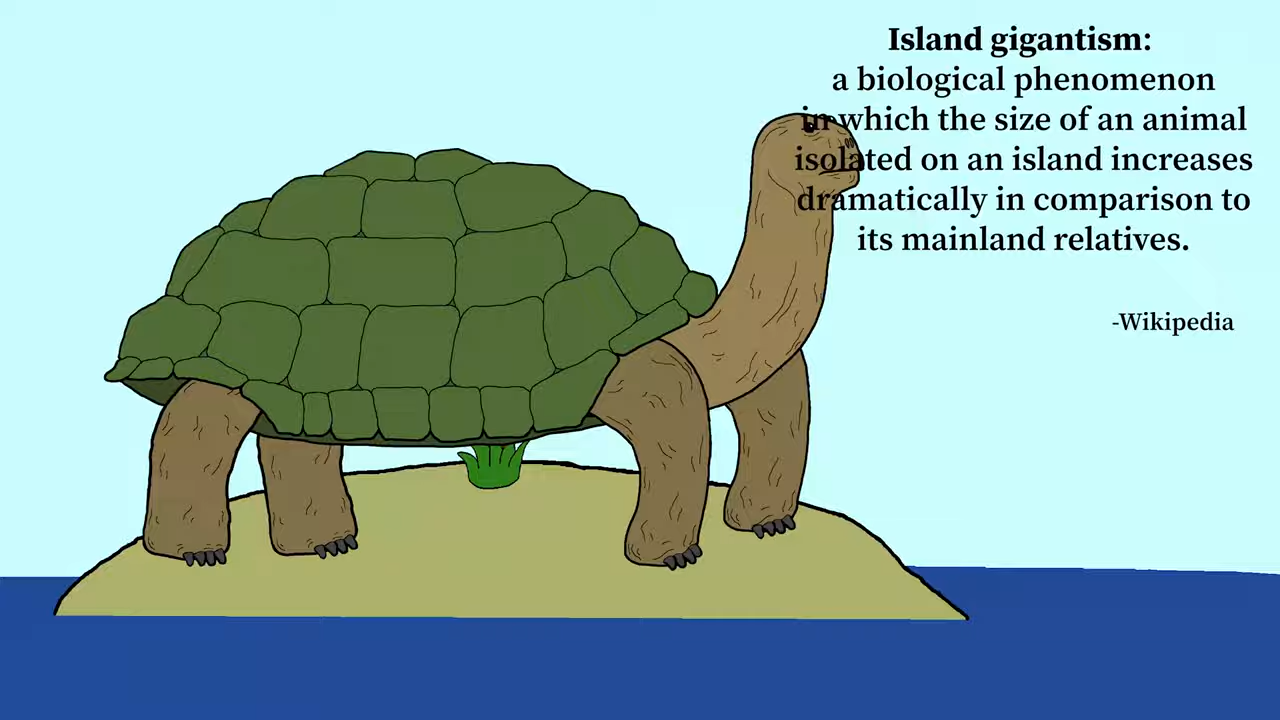 Island gigantism:
a biological phenomenon
in which the size of an animal
isolated on an island increases
dramatically in comparison to
its mainland relatives.
-Wikipedia